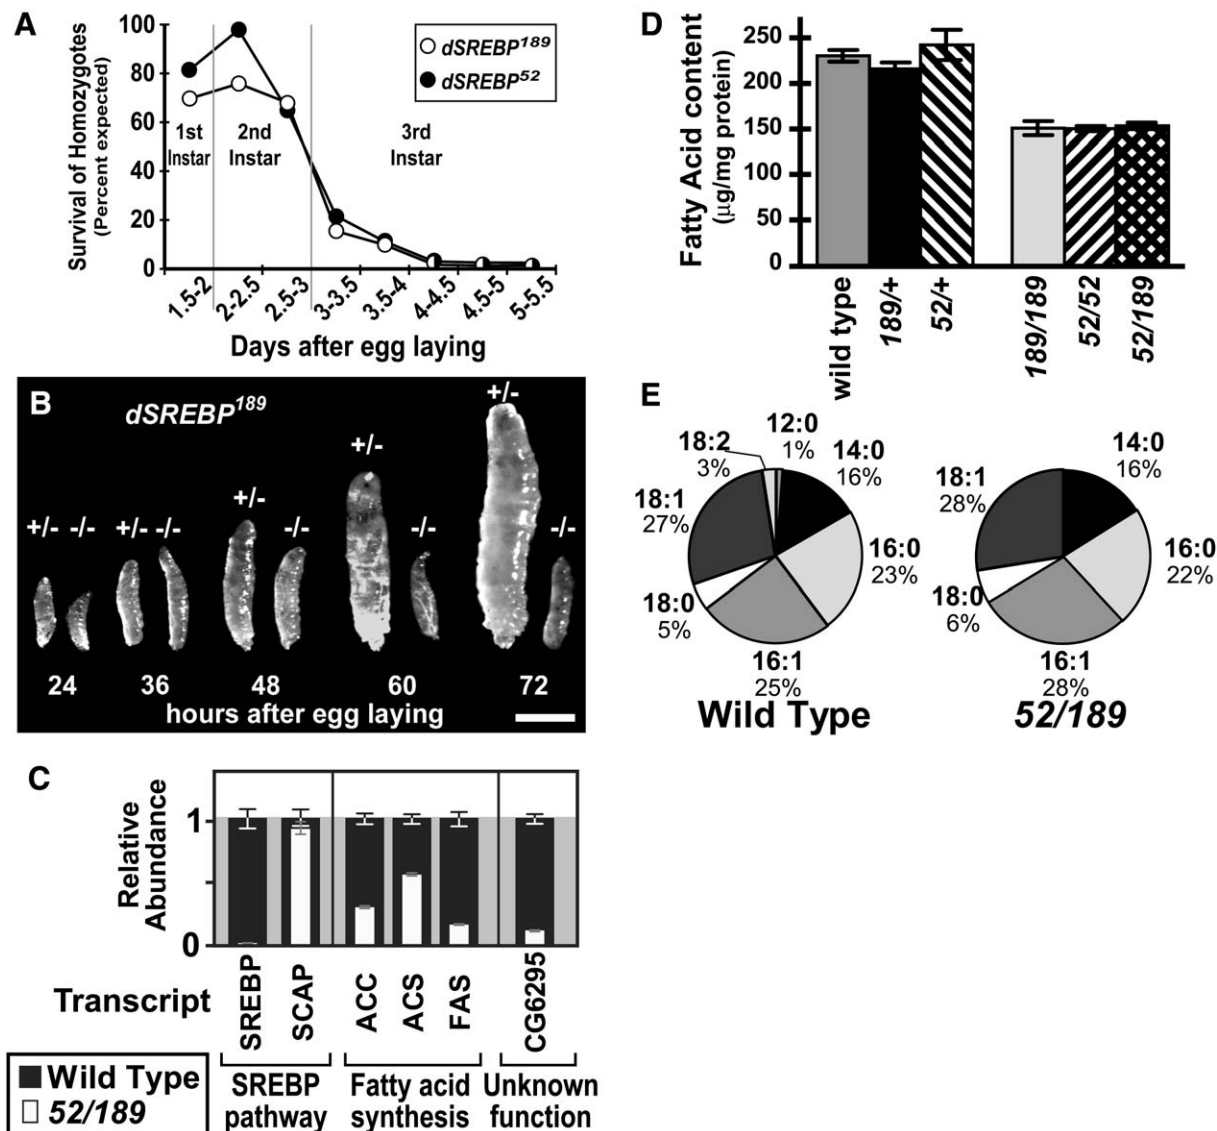 A
100
80
60
40
20
0
Survival of Homozygotes
(Percent expected)
dSREBP189
dSREBP52
1st
Instar
2nd
Instar
3rd
Instar
1.5-2
2-2.5
2.5-3
3-3.5
3.5-4
4-4.5
4.5-5
5-5.5
Days after egg laying
B
dSREBP189
+/- -/-
+/- -/-
+/- -/-
+/- -/-
+/- -/-
24 36 48 60 72
hours after egg laying
C
Relative
Abundance
1
0
Transcript
SREBP
SCAP
ACC
ACS
FAS
CG6295
Wild Type
52/189
SREBP
pathway
Fatty acid
synthesis
Unknown
function
D
Fatty Acid content
(µg/mg protein)
250
200
150
100
50
0
wild type
189/+
52/+
189/189
52/52
52/189
E
12:0
1%
14:0
16%
16:0
23%
16:1
25%
18:0
5%
18:1
27%
18:2
3%
Wild Type
14:0
16%
16:0
22%
16:1
28%
18:0
6%
18:1
28%
52/189